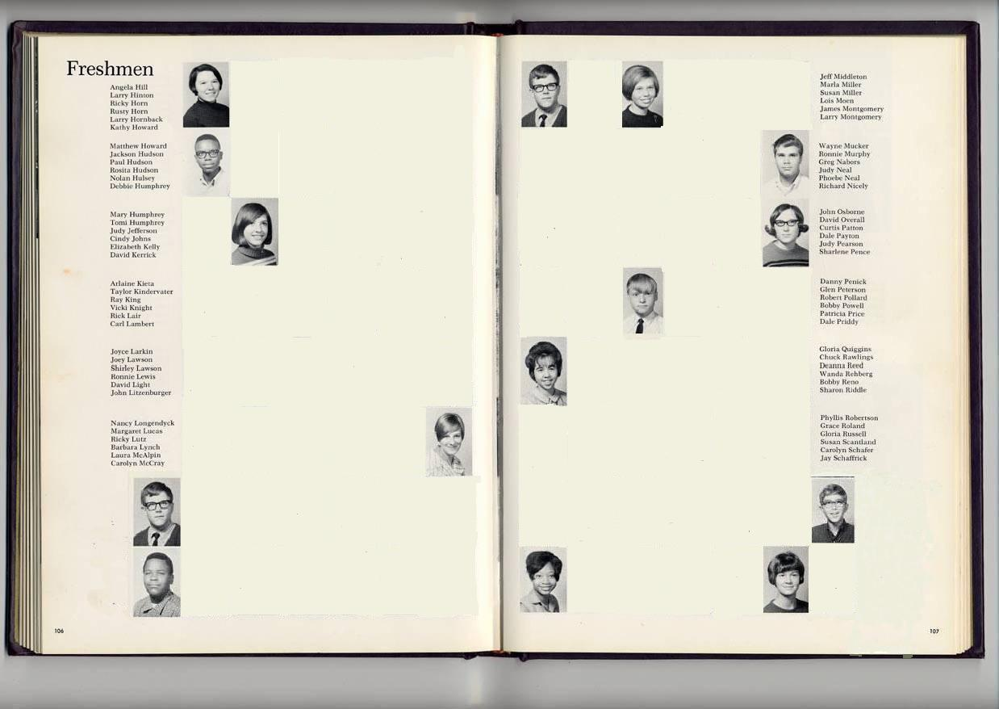 Freshmen
Angela Hill
Larry Hinton
Ricky Horn
Rusty Horn
Larry Hornback
Kathy Howard
Matthew Howard
Jackson Hudson
Paul Hudson
Rosita Hudson
Nolan Hulsey
Debbie Humphrey
Mary Humphrey
Tomi Humphrey
Judy Jefferson
Cindy Johns
Elizabeth Kelly
David Kerrick
Arlaine Kieta
Taylor Kindervater
Ray King
Vicki Knight
Rick Lair
Carl Lambert
Joyce Larkin
Joey Lawson
Shirley Lawson
Ronnie Lewis
David Light
John Litzenburger
Nancy Longendyck
Margaret Lucas
Ricky Lutz
Barbara Lynch
Laura McAlpin
Carolyn McCray
106
Jeff Middleton
Marla Miller
Susan Miller
Lois Moen
James Montgomery
Larry Montgomery
Wayne Mucker
Ronnie Murphy
Greg Nabors
Judy Neal
Phoebe Neal
Richard Nicely
John Osborne
David Overall
Curtis Patton
Dale Payton
Judy Pearson
Sharlene Pence
Danny Penick
Glen Peterson
Robert Pollard
Bobby Powell
Patricia Price
Dale Priddy
Gloria Quiggins
Chuck Rawlings
Deanna Reed
Wanda Rehberg
Bobby Reno
Sharon Riddle
Phyllis Robertson
Grace Roland
Gloria Russell
Susan Scantland
Carolyn Schafer
Jay Schaffrick
107